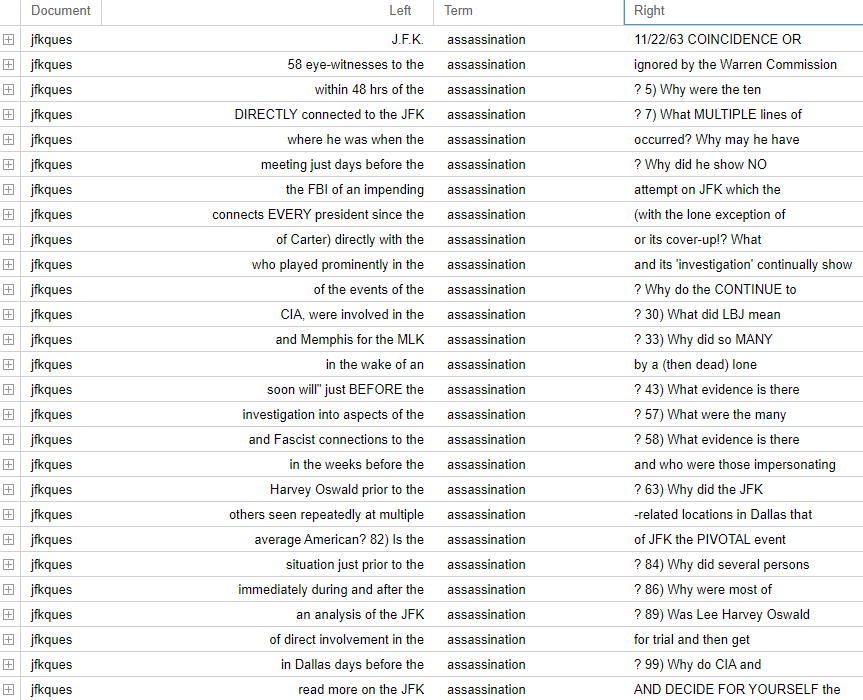 Document Left Term Right
jfkques J.F.K. assassination 11/22/63 COINCIDENCE OR
jfkques 58 eye-witnesses to the assassination ignored by the Warren Commission
jfkques within 48 hrs of the assassination ? 5) Why were the ten
jfkques DIRECTLY connected to the JFK assassination ? 7) What MULTIPLE lines of
jfkques where he was when the assassination occurred? Why may he have
jfkques meeting just days before the assassination ? Why did he show NO
jfkques the FBI of an impending assassination attempt on JFK which the
jfkques connects EVERY president since the assassination (with the lone exception of
jfkques of Carter) directly with the assassination or its cover-up!? What
jfkques who played prominently in the assassination and its 'investigation' continually show
jfkques of the events of the assassination ? Why do the CONTINUE to
jfkques CIA, were involved in the assassination ? 30) What did LBJ mean
jfkques and Memphis for the MLK assassination ? 33) Why did so MANY
jfkques in the wake of an assassination by a (then dead) lone
jfkques soon will" just BEFORE the assassination ? 43) What evidence is there
jfkques investigation into aspects of the assassination ? 57) What were the many
jfkques and Fascist connections to the assassination ? 58) What evidence is there
jfkques in the weeks before the assassination and who were those impersonating
jfkques Harvey Oswald prior to the assassination ? 63) Why did the JFK
jfkques others seen repeatedly at multiple assassination -related locations in Dallas that
jfkques average American? 82) Is the assassination of JFK the PIVOTAL event
jfkques situation just prior to the assassination ? 84) Why did several persons
jfkques immediately during and after the assassination ? 86) Why were most of
jfkques an analysis of the JFK assassination ? 89) Was Lee Harvey Oswald
jfkques of direct involvement in the assassination for trial and then get
jfkques in Dallas days before the assassination ? 99) Why do CIA and
jfkques read more on the JFK assassination AND DECIDE FOR YOURSELF the